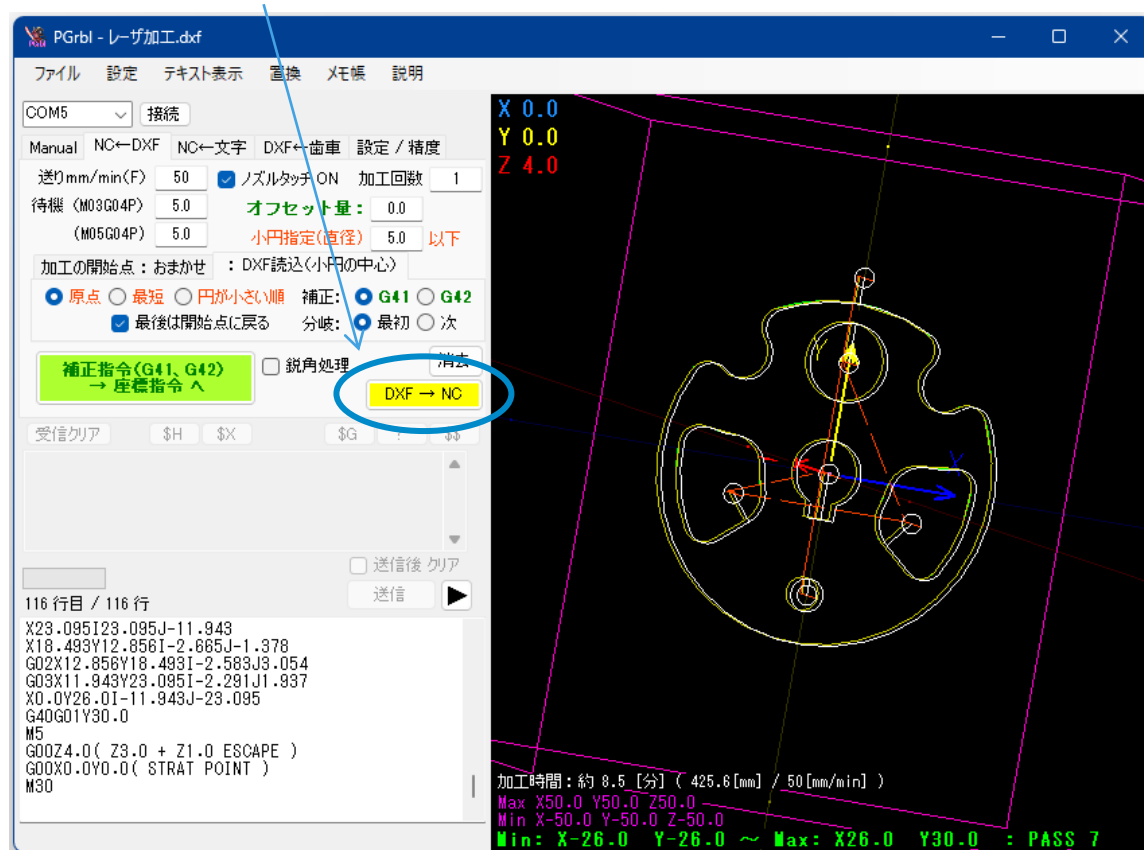 PGrbl - レーザ加工.dxf
ファイル 設定 テキスト表示 置換 メモ帳 説明
COM5 接続
Manual NC←DXF NC←文字 DXF←歯車 設定 / 精度
送りmm/min(F) 50 ノズルタッチ ON 加工回数 1
待機 (M03G04P) 5.0 オフセット量: 0.0
(M05G04P) 5.0 小円指定(直径) 5.0 以下
加工の開始点 : おまかせ : DXF読込(小円の中心)
原点 最短 円が小さい順 補正: G41 G42
最後は開始点に戻る 分岐: 最初 次
補正指令(G41、G42)
→ 座標指令 へ
鋭角処理 消去
DXF → NC
受信クリア $H $X $G ? $$
送信後 クリア
116 行目 / 116 行 送信
X23.095I23.095J-11.943
X18.493Y12.856I-2.665J-1.378
G02X12.856Y18.493I-2.583J3.054
G03X11.943Y23.095I-2.291J1.937
X0.0Y26.0I-11.943J-23.095
G40G01Y30.0
M5
G00Z4.0( Z3.0 + Z1.0 ESCAPE )
G00X0.0Y0.0( STRAT POINT )
M30
X 0.0
Y 0.0
Z 4.0
X
加工時間：約 8.5 [分] ( 425.6[mm] / 50[mm/min] )
Max X50.0 Y50.0 Z50.0
Min X-50.0 Y-50.0 Z-50.0
Min: X-26.0 Y-26.0 ～ Max: X26.0 Y30.0 : PASS 7